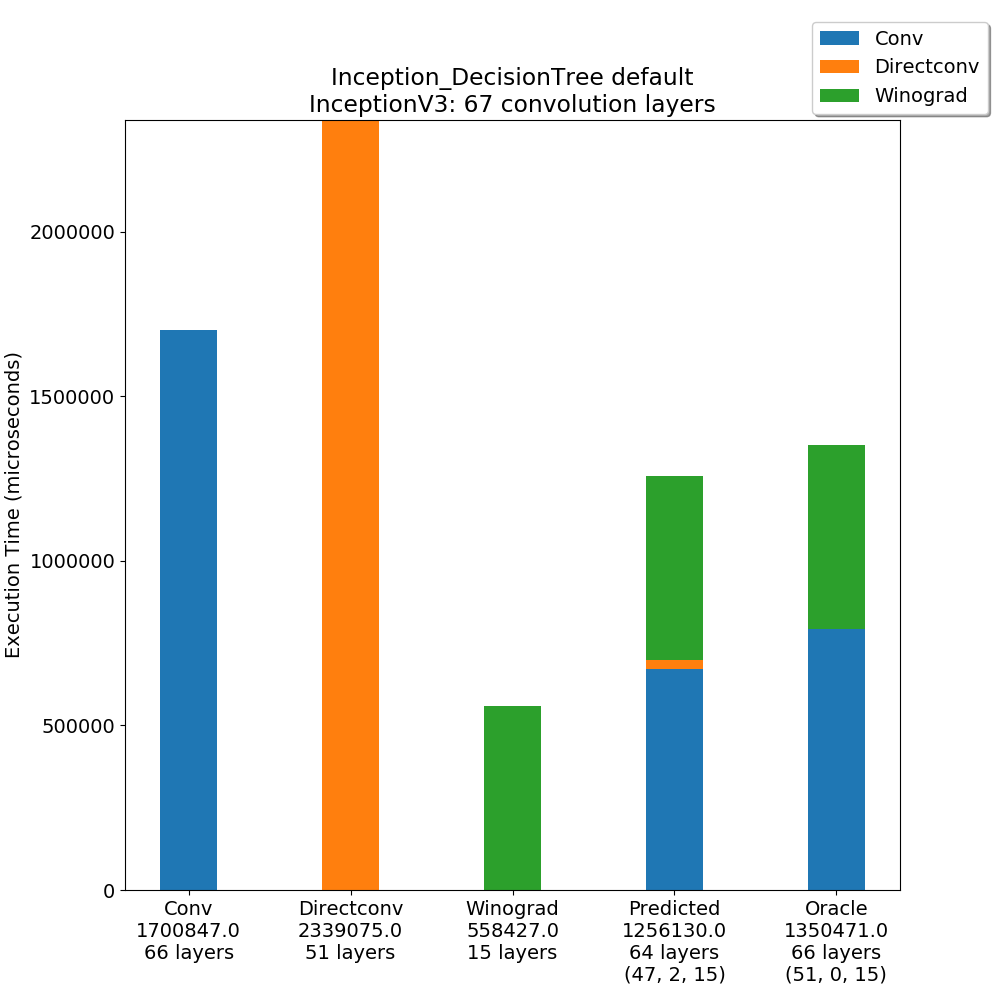 Conv
Directconv
Winograd
Inception_DecisionTree default
InceptionV3: 67 convolution layers
Execution Time (microseconds)
2000000
1500000
1000000
500000
0
Conv
1700847.0
66 layers
Directconv
2339075.0
51 layers
Winograd
558427.0
15 layers
Predicted
1256130.0
64 layers
(47, 2, 15)
Oracle
1350471.0
66 layers
(51, 0, 15)